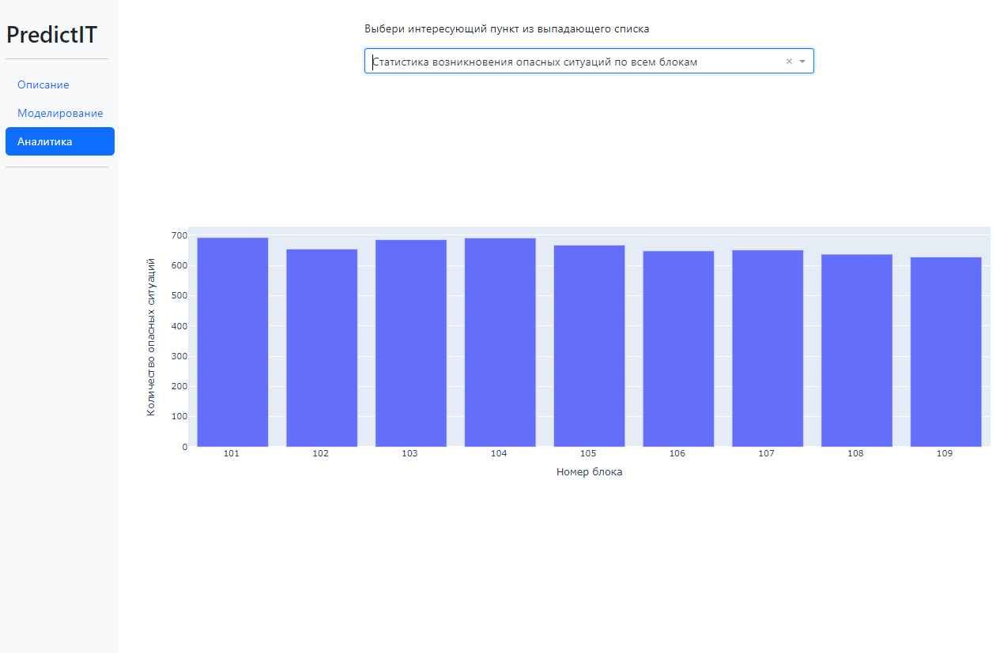 PredictIT
Описание
Моделирование
Аналитика
Выбери интересующий пункт из выпадающего списка
Статистика возникновения опасных ситуаций по всем блокам
×
Количество опасных ситуаций
700
600
500
400
300
200
100
0
101 102 103 104 105 106 107 108 109
Номер блока